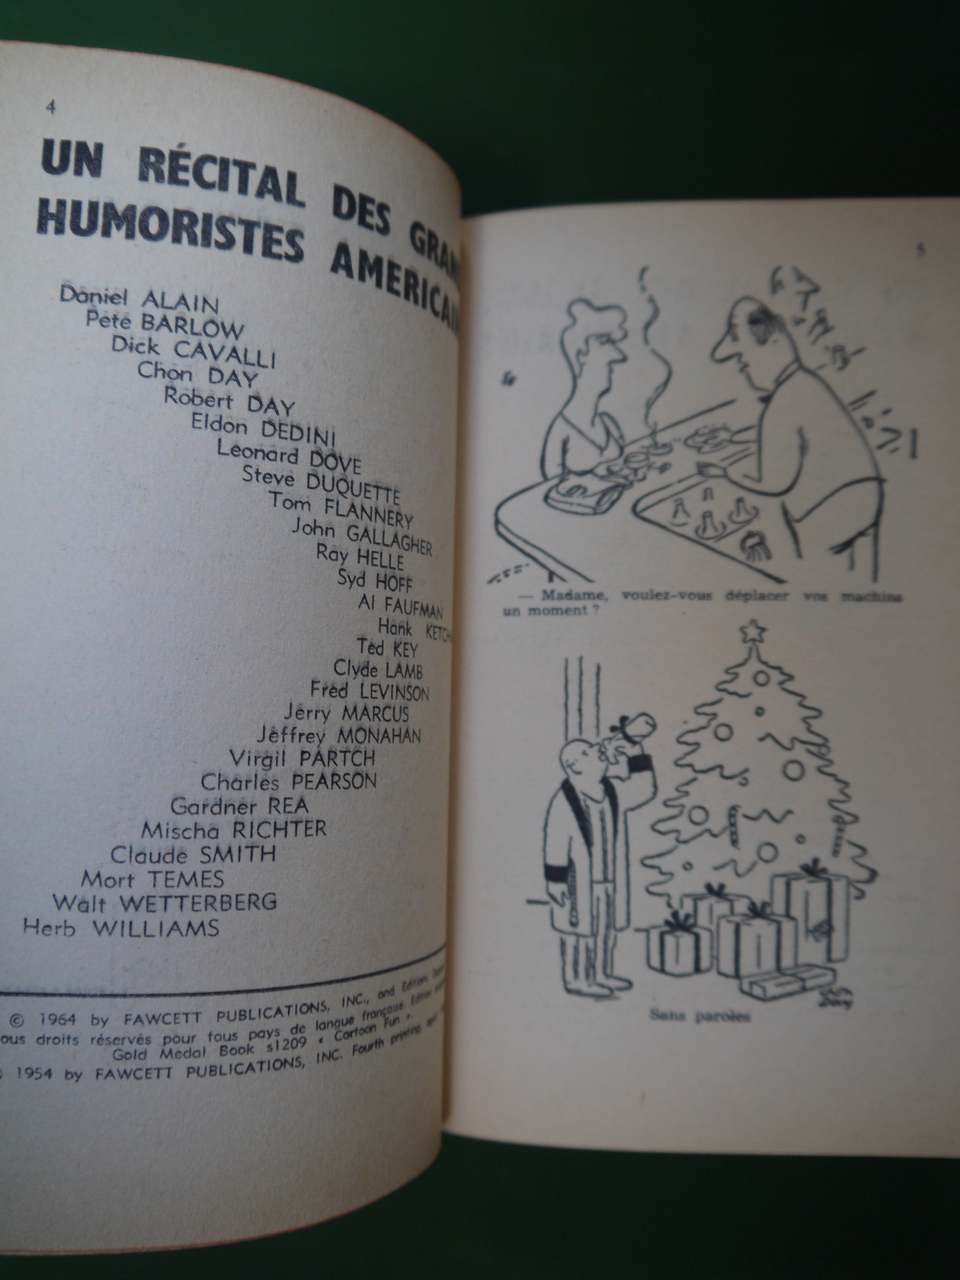 4
UN RÉCITAL DES
HUMORISTES AMERICAI
Daniel ALAIN
Pete BARLOW
Dick CAVALLI
Chon DAY
Robert DAY
Eldon DEDINI
Leonard DOVE
Steve DUQUETTE
Tom FLANNERY
John GALLAGHER
Ray HELLE
Syd HOFF
Al FAUFMAN
Hank KETCH
Ted KEY
Clyde LAMB
Fred LEVINSON
Jerry MARCUS
Jeffrey MONAHAN
Virgil PARTCH
Charles PEARSON
Gardner REA
Mischa RICHTER
Claude SMITH
Mort TEMES
Walt WETTERBERG
Herb WILLIAMS
© 1964 by FAWCETT PUBLICATIONS, INC., and Editions
ous droits réservés pour tous pays de langue française. Edition
Gold Medal Book s1209 « Cartoon Fun ».
© 1954 by FAWCETT PUBLICATIONS, INC. Fourth printing,
5
— Madame, voulez-vous déplacer vos machins
un moment ?
CHON
DAY
Sans paroles